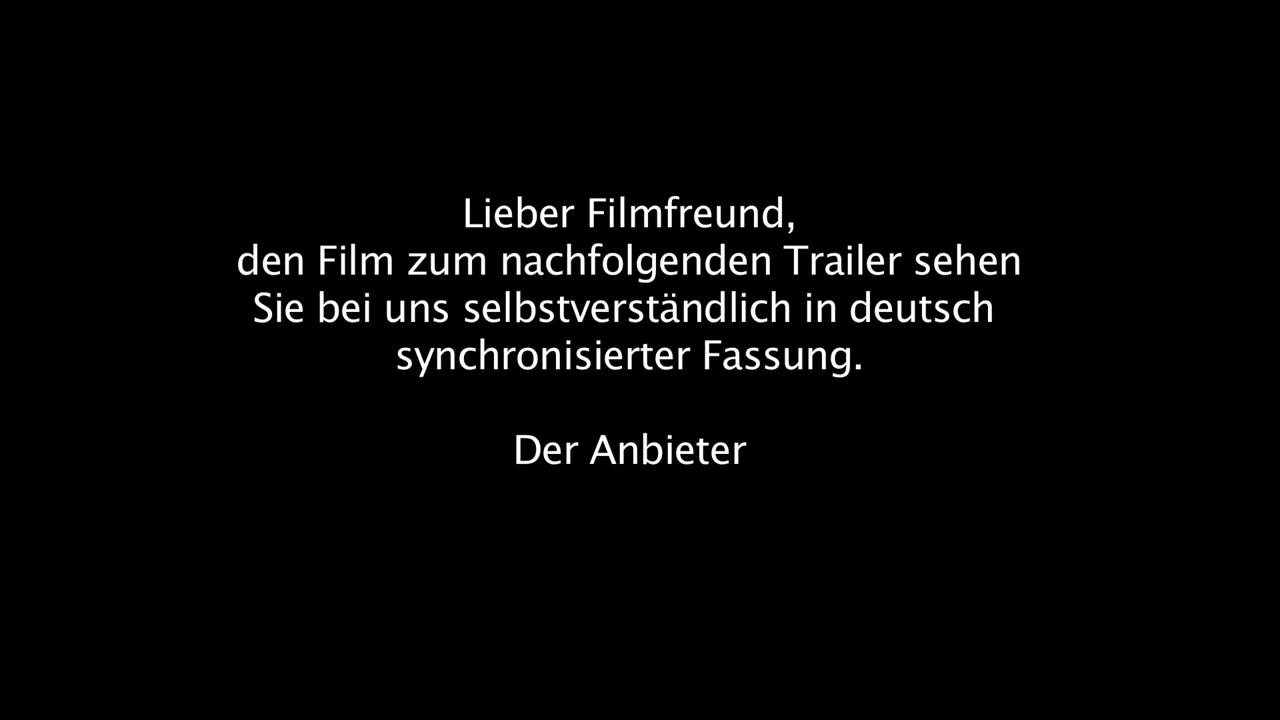 Lieber Filmfreund,
den Film zum nachfolgenden Trailer sehen
Sie bei uns selbstverständlich in deutsch
synchronisierter Fassung.
Der Anbieter